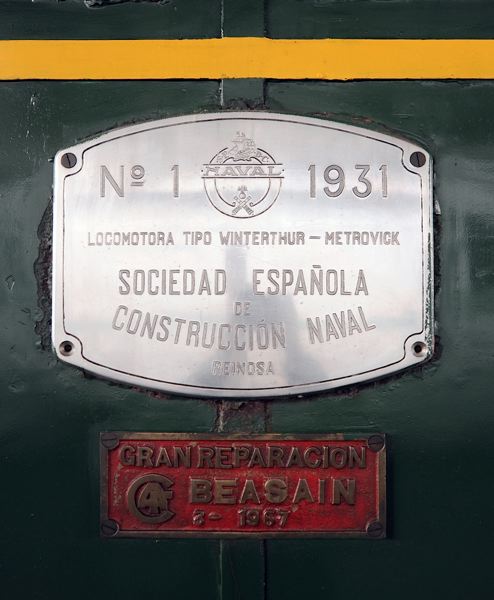 Nº 1 NAVAL 1931
LOCOMOTORA TIPO WINTERTHUR – METROVICK
SOCIEDAD ESPAÑOLA
DE
CONSTRUCCIÓN NAVAL
REINOSA
GRAN REPARACION
CAF BEASAIN
3 - 1967